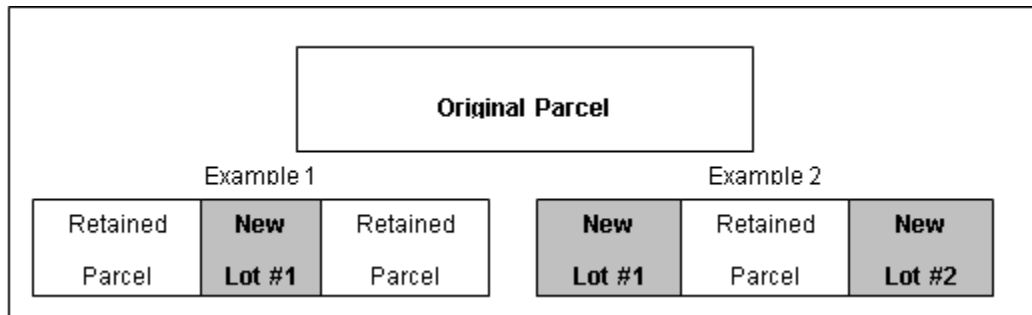 Original Parcel
Example 1
Example 2
Retained New Retained
Parcel Lot #1 Parcel
New Retained New
Lot #1 Parcel Lot #2